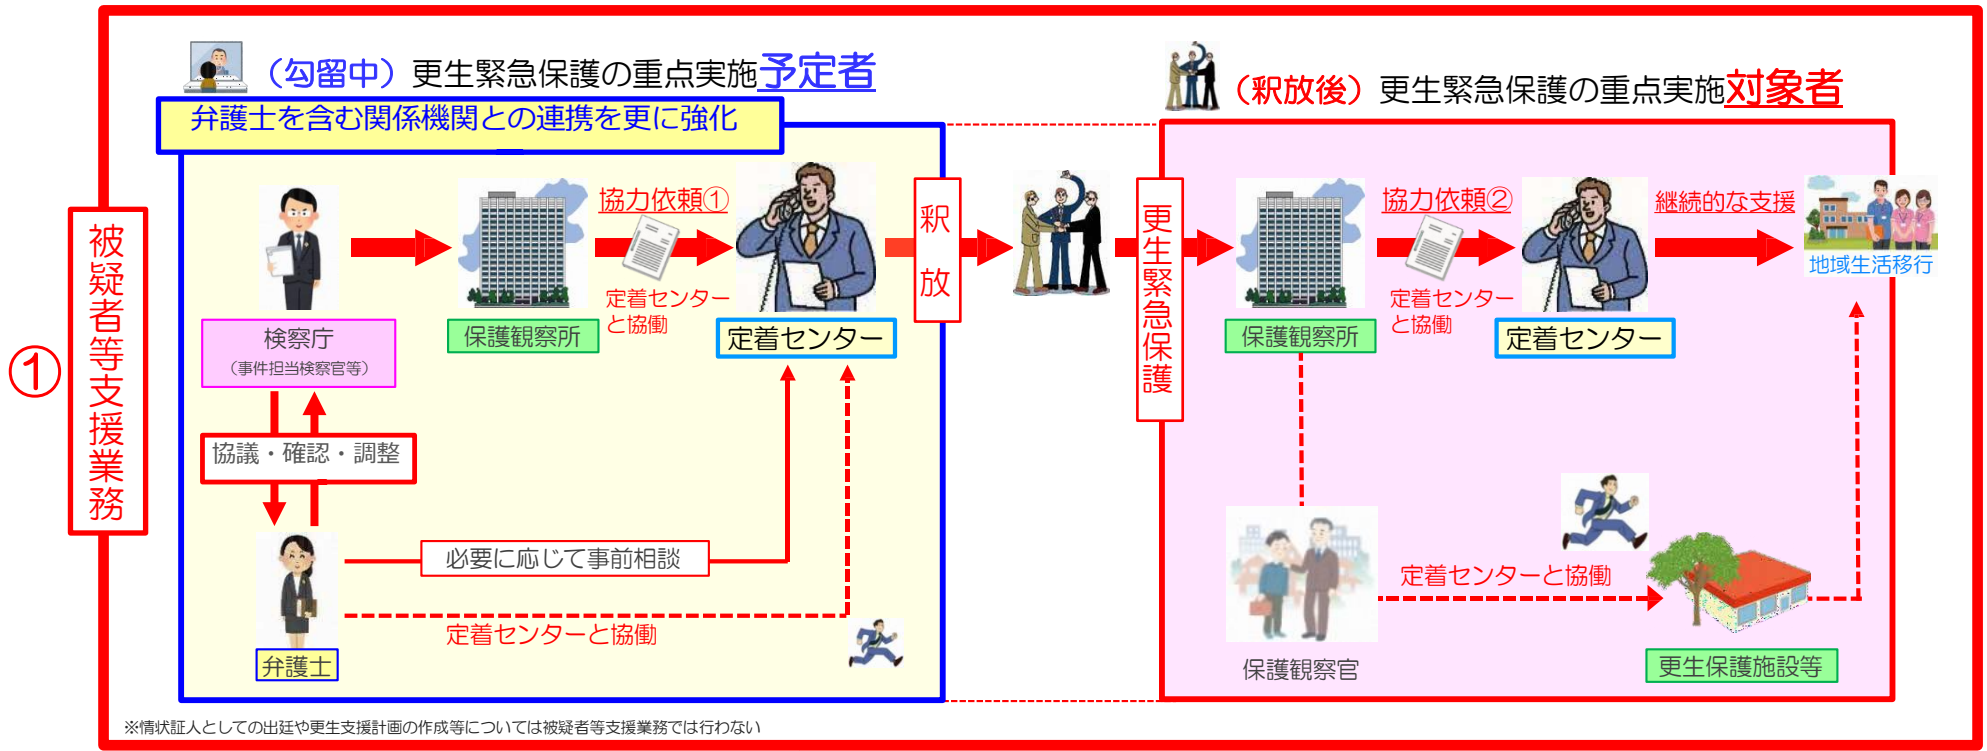 ①
被疑者等支援業務
（勾留中）更生緊急保護の重点実施予定者
弁護士を含む関係機関との連携を更に強化
検察庁
（事件担当検察官等）
協議・確認・調整
弁護士
保護観察所
協力依頼①
定着センター
と協働
定着センター
必要に応じて事前相談
定着センターと協働
釈放
更生緊急保護
（釈放後）更生緊急保護の重点実施対象者
保護観察所
協力依頼②
定着センター
と協働
定着センター
継続的な支援
地域生活移行
保護観察官
定着センターと協働
更生保護施設等
※情状証人としての出廷や更生支援計画の作成等については被疑者等支援業務では行わない